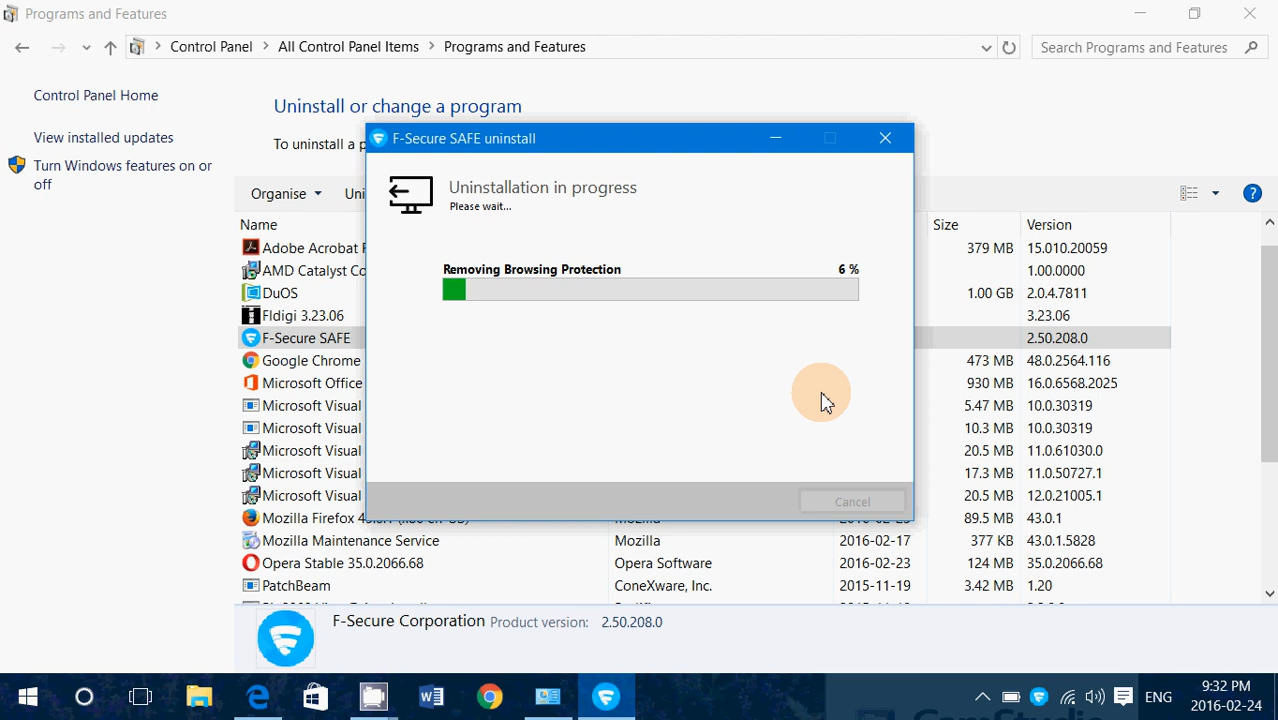 Programs and Features
Control Panel > All Control Panel Items > Programs and Features
Search Programs and Features
Control Panel Home
View installed updates
Turn Windows features on or
off
Uninstall or change a program
To uninstall a
F-Secure SAFE uninstall
Uninstallation in progress
Please wait...
Removing Browsing Protection 6 %
Cancel
Organise
Name Size Version
Adobe Acrobat 379 MB 15.010.20059
AMD Catalyst 1.00.0000
DuOS 1.00 GB 2.0.4.7811
Fldigi 3.23.06 3.23.06
F-Secure SAFE 2.50.208.0
Google Chrome 473 MB 48.0.2564.116
Microsoft Office 930 MB 16.0.6568.2025
Microsoft Visual 5.47 MB 10.0.30319
Microsoft Visual 10.3 MB 10.0.30319
Microsoft Visual 20.5 MB 11.0.61030.0
Microsoft Visual 17.3 MB 11.0.50727.1
Microsoft Visual 20.5 MB 12.0.21005.1
Mozilla Firefox 89.5 MB 43.0.1
Mozilla Maintenance Service Mozilla 2016-02-17 377 KB 43.0.1.5828
Opera Stable 35.0.2066.68 Opera Software 2016-02-23 124 MB 35.0.2066.68
PatchBeam ConeXware, Inc. 2015-11-19 3.42 MB 1.20
F-Secure Corporation Product version: 2.50.208.0
ENG
9:32 PM
2016-02-24